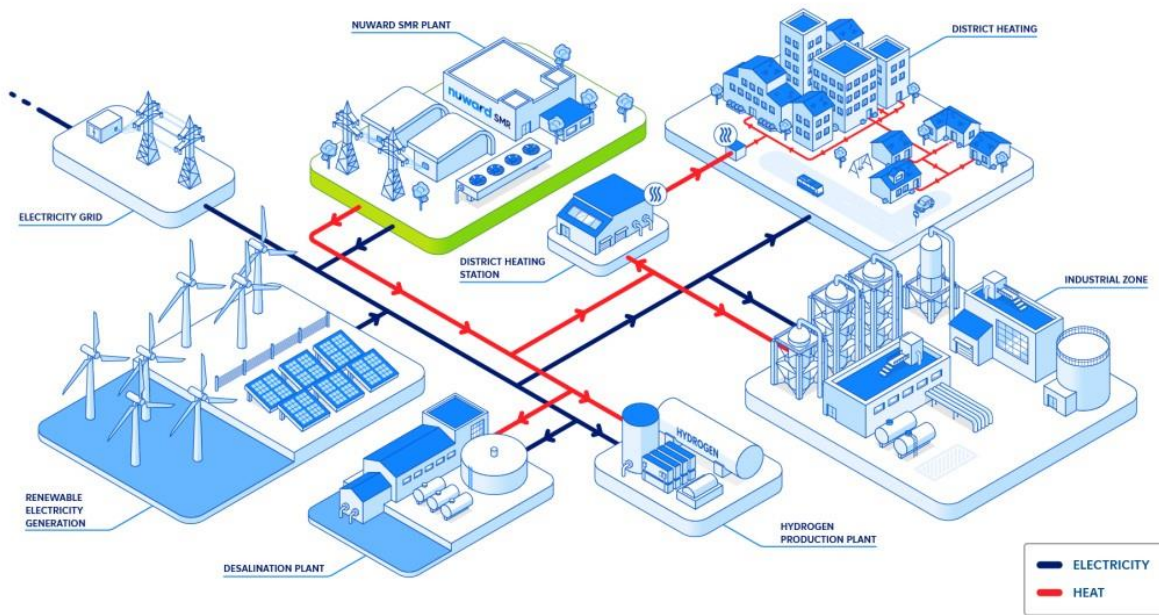 NUWARD SMR PLANT
DISTRICT HEATING
nuward
SMR
ELECTRICITY GRID
DISTRICT HEATING
STATION
INDUSTRIAL ZONE
HYDROGEN
RENEWABLE
ELECTRICITY
GENERATION
DESALINATION PLANT
HYDROGEN
PRODUCTION PLANT
ELECTRICITY
HEAT